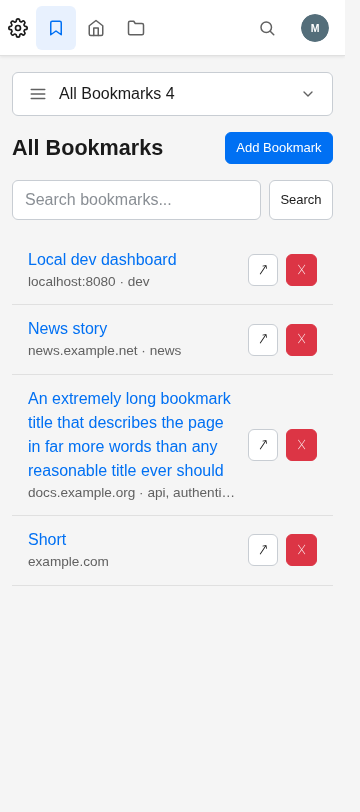 M
All Bookmarks 4
All Bookmarks
Add Bookmark
Search bookmarks...
Search
Local dev dashboard
localhost:8080 · dev
News story
news.example.net · news
An extremely long bookmark
title that describes the page
in far more words than any
reasonable title ever should
docs.example.org · api, authenti…
Short
example.com